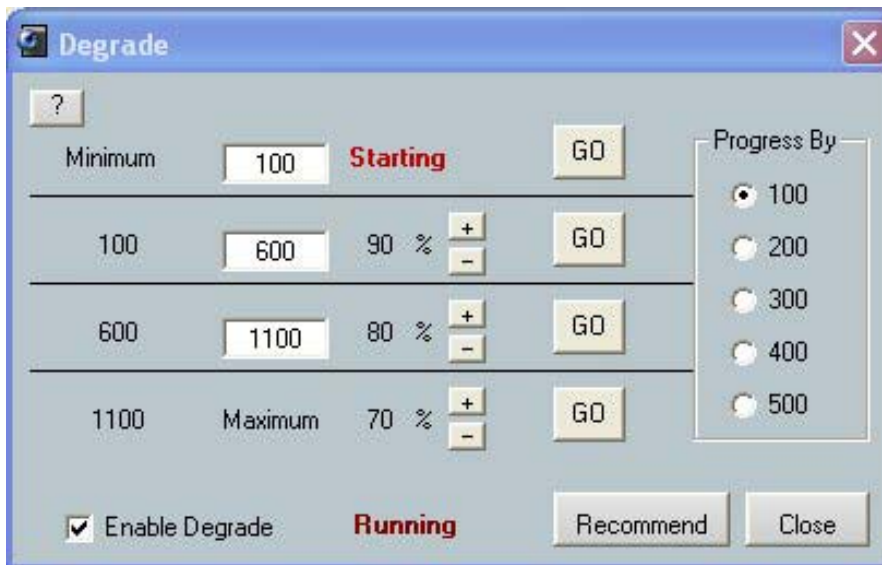 Degrade
?
Minimum 100 Starting GO
100 600 90 % + - GO
600 1100 80 % + - GO
1100 Maximum 70 % + - GO
Progress By
100
200
300
400
500
Enable Degrade Running Recommend Close